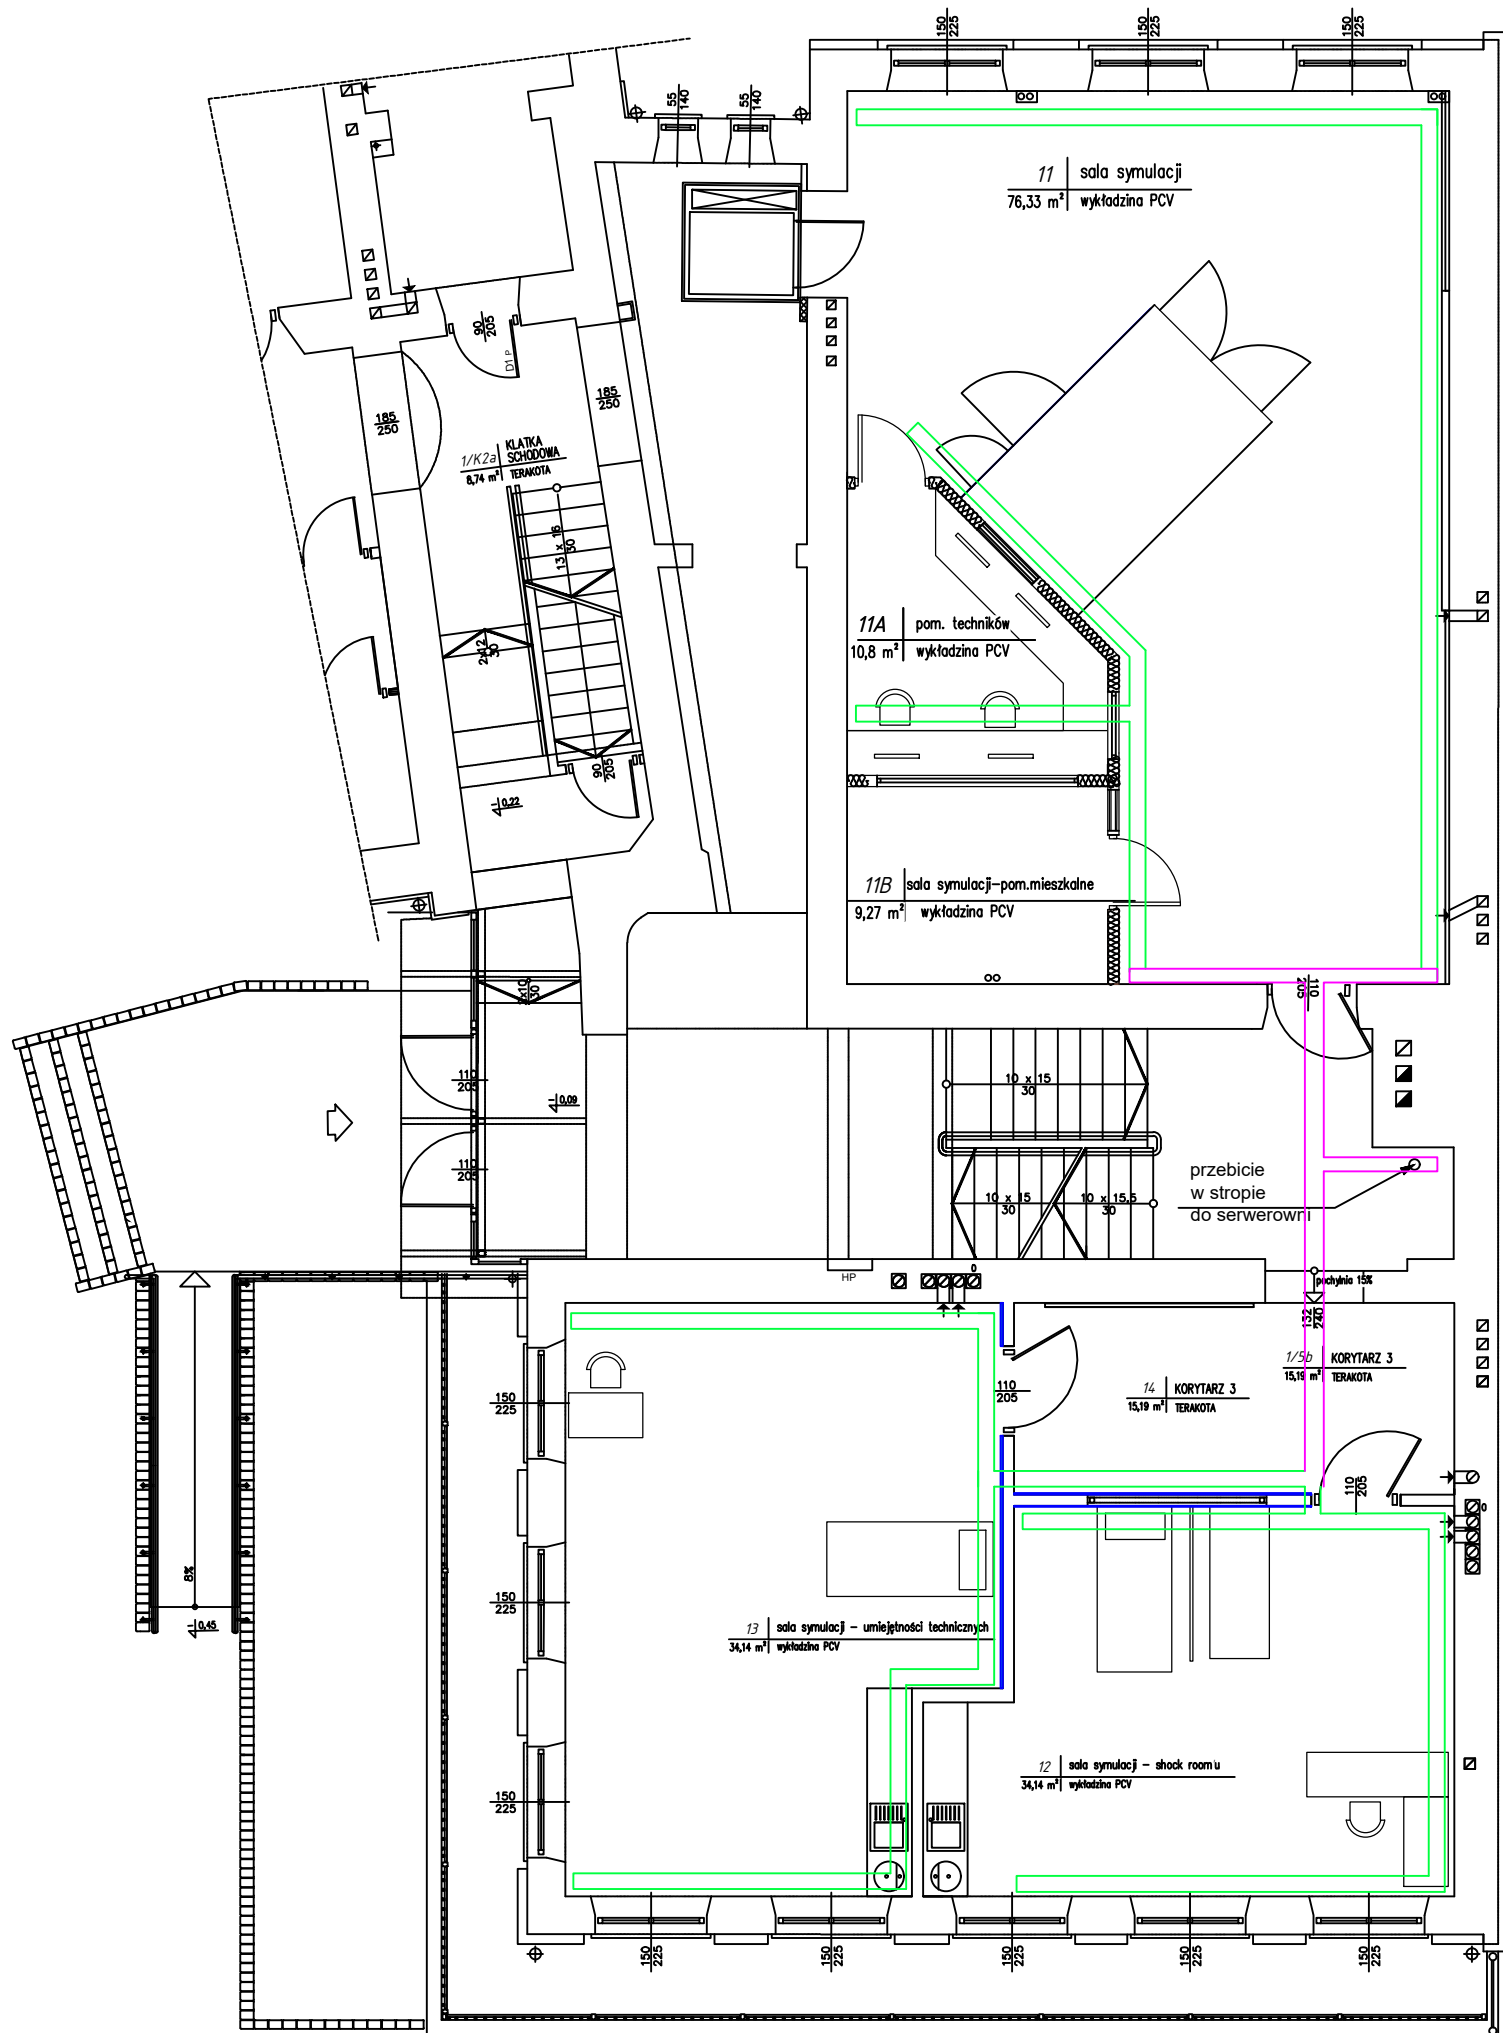 150
225
150
225
150
225
55
140
55
140
11 sala symulacji
76,33 m² wykładzina PCV
90
205
D1 P
185
250
185
250
1/K2a KLATKA
SCHODOWA
8,74 m² TERAKOTA
13 x 16
30
11A pom. techników
10,8 m² wykładzina PCV
2x12
30
90
205
0,22
11B sala symulacji-pom.mieszkalne
9,27 m² wykładzina PCV
2x10
30
110
205
110
205
0,09
10 x 15
30
110
205
przebicie
w stropie
do serwerowni
10 x 15
30
10 x 15,5
30
HP
0
pochylnia 15%
132
240
1/5b KORYTARZ 3
15,19 m² TERAKOTA
14 KORYTARZ 3
15,19 m² TERAKOTA
110
205
150
225
110
205
0
8%
0,45
150
225
13 sala symulacji - umiejętności technicznych
34,14 m² wykładzina PCV
12 sala symulacji - shock room'u
34,14 m² wykładzina PCV
150
225
150
225
150
225
150
225
150
225
150
225